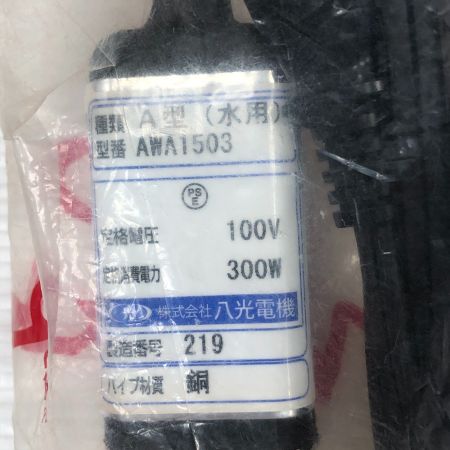 種類 A型(水用)
型番 AWA1503
PS
E
定格電圧 100V
定格消費電力 300W
株式会社 八光電機
製造番号 219
パイプ材質 銅